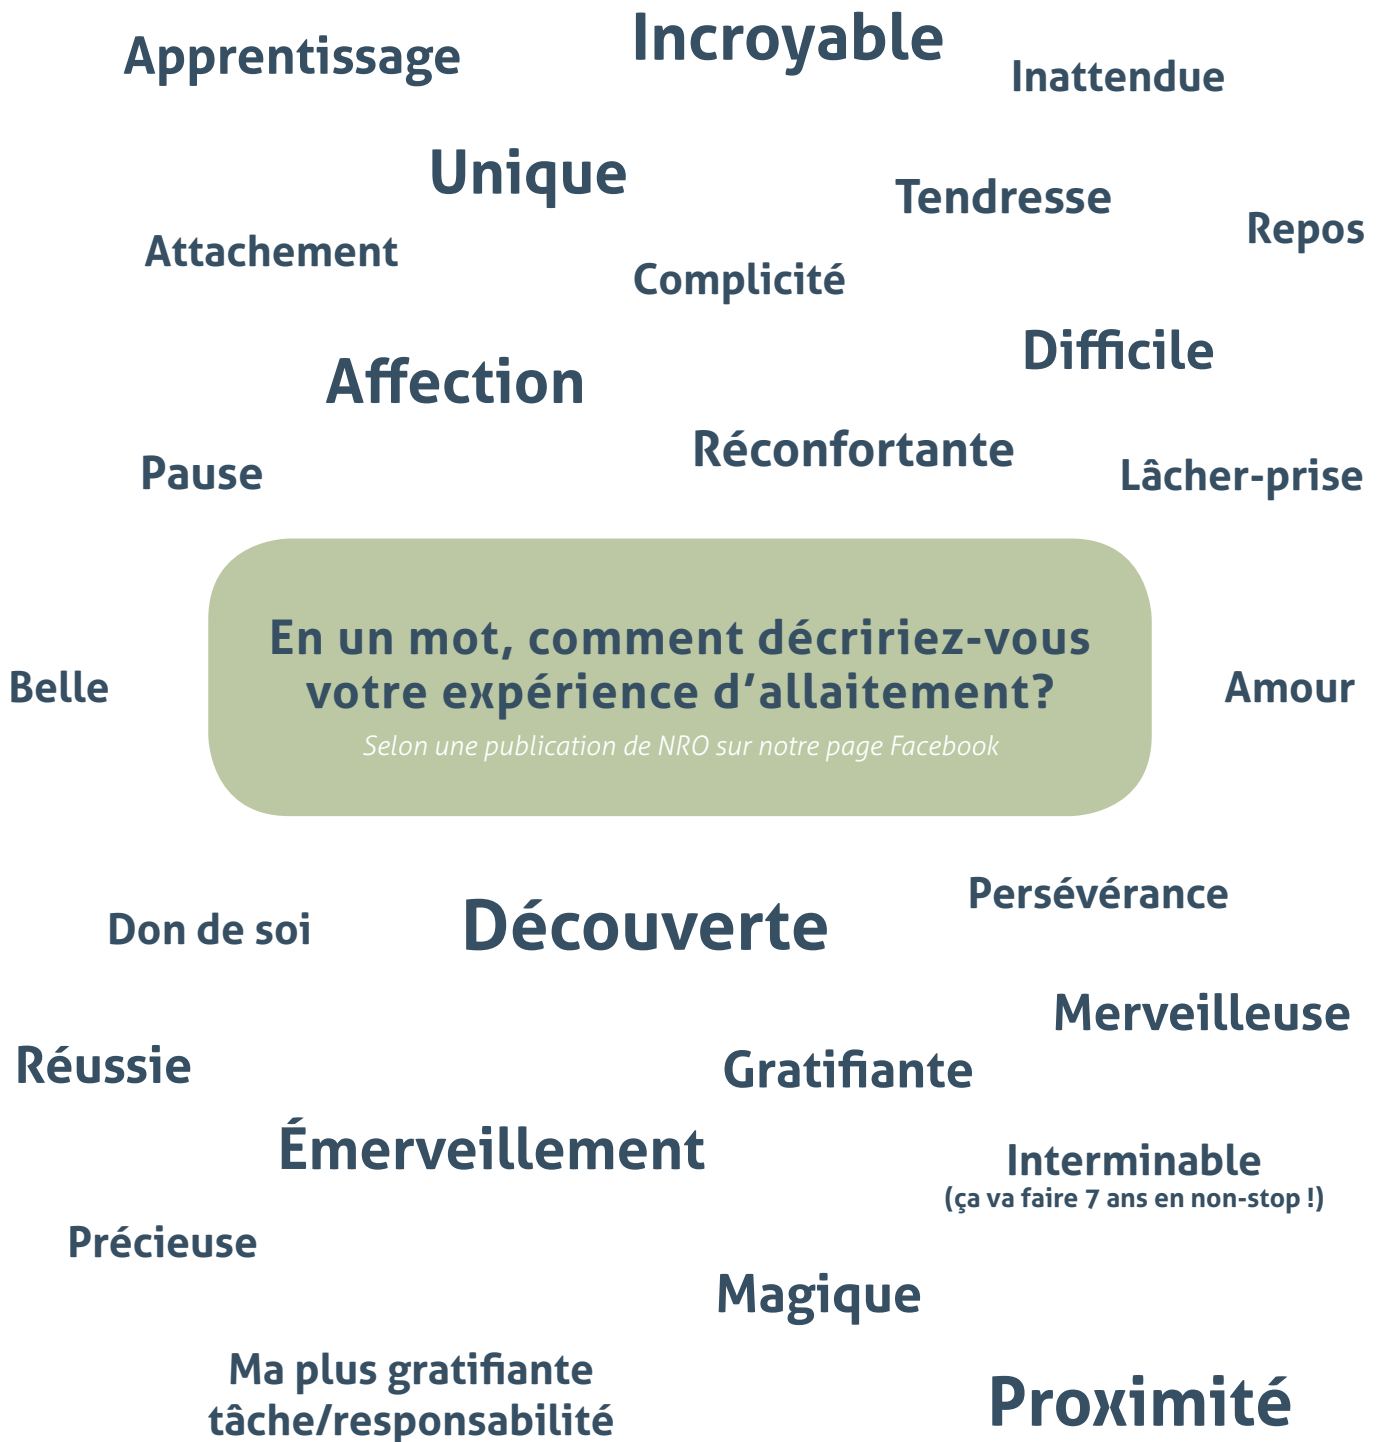 Incroyable
Apprentissage
Inattendue
Unique
Tendresse
Repos
Attachement
Complicité
Difficile
Affection
Réconfortante
Pause
Lâcher-prise
En un mot, comment décririez-vous
votre expérience d’allaitement?
Selon une publication de NRO sur notre page Facebook
Belle
Amour
Persévérance
Don de soi
Découverte
Merveilleuse
Réussie
Gratifiante
Émerveillement
Interminable
(ça va faire 7 ans en non-stop !)
Précieuse
Magique
Ma plus gratifiante
tâche/responsabilité
Proximité